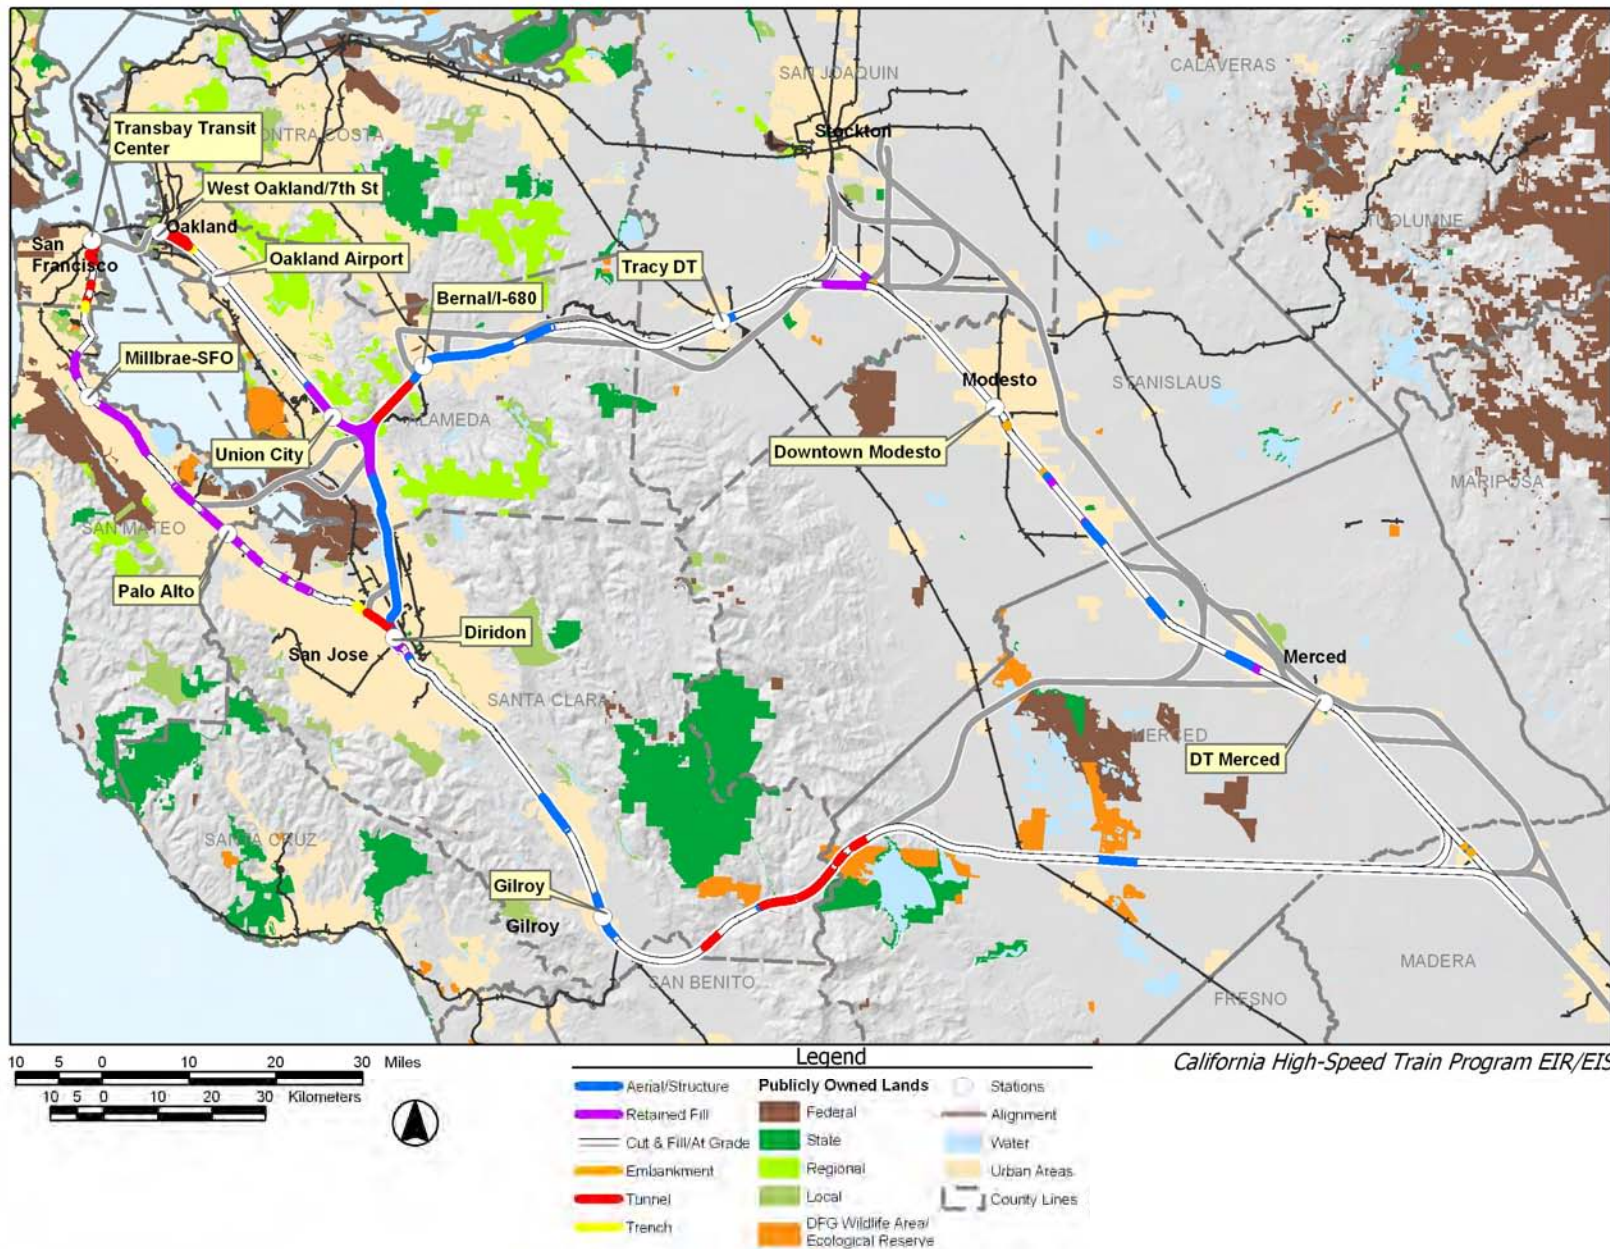 SAN JOAQUIN
CALAVERAS
Transbay Transit
Center
ONTRA COSTA
Stockton
West Oakland/7th St
Oakland
TUOLUMNE
San
Francisco
Oakland Airport
Tracy DT
Bernal/I-680
Millbrae-SFO
Modesto
STANISLAUS
ALAMEDA
Union City
Downtown Modesto
MARIPOSA
SAN MATEO
Palo Alto
Diridon
San Jose
Merced
SANTA CLARA
MERCED
DT Merced
SANTA CRUZ
Gilroy
Gilroy
MADERA
SAN BENITO
FRESNO
10 5 0 10 20 30 Miles
10 5 0 10 20 30 Kilometers
Legend
California High-Speed Train Program EIR/EIS
Aerial/Structure
Retained Fill
Cut & Fill/At Grade
Embankment
Tunnel
Trench
Publicly Owned Lands
Federal
State
Regional
Local
DFG Wildlife Area/
Ecological Reserve
Stations
Alignment
Water
Urban Areas
County Lines